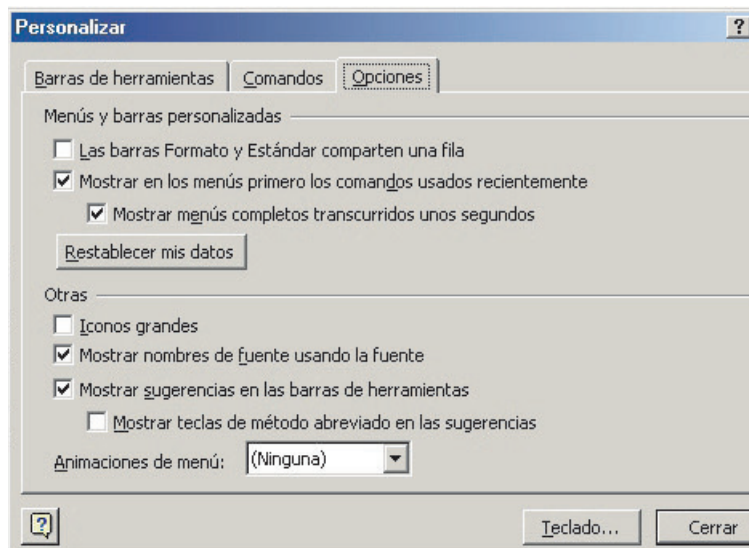 Personalizar ?
Barras de herramientas Comandos Opciones
Menús y barras personalizadas
Las barras Formato y Estándar comparten una fila
Mostrar en los menús primero los comandos usados recientemente
Mostrar menús completos transcurridos unos segundos
Restablecer mis datos
Otras
Iconos grandes
Mostrar nombres de fuente usando la fuente
Mostrar sugerencias en las barras de herramientas
Mostrar teclas de método abreviado en las sugerencias
Animaciones de menú: (Ninguna)
? Teclado... Cerrar